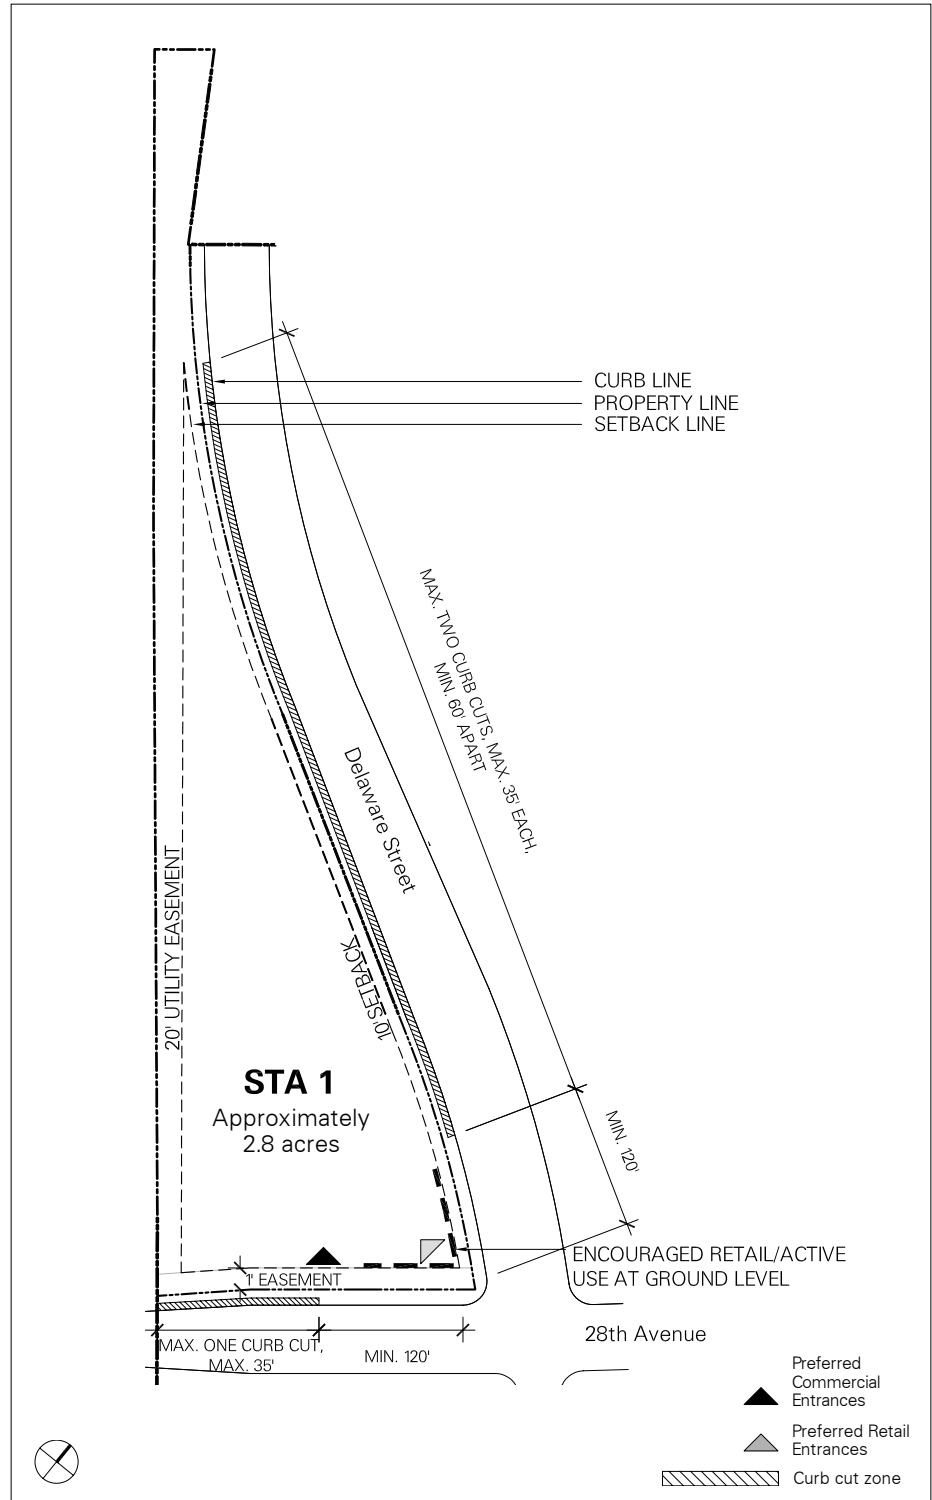 CURB LINE
PROPERTY LINE
SETBACK LINE
MAX. TWO CURB CUTS, MAX. 35' EACH,
MIN. 60' APART
Delaware Street
20' UTILITY EASEMENT
10' SETBACK
STA 1
Approximately
2.8 acres
MIN. 120'
ENCOURAGED RETAIL/ACTIVE
USE AT GROUND LEVEL
1' EASEMENT
28th Avenue
MAX. ONE CURB CUT,
MAX. 35'
MIN. 120'
Preferred
Commercial
Entrances
Preferred Retail
Entrances
Curb cut zone